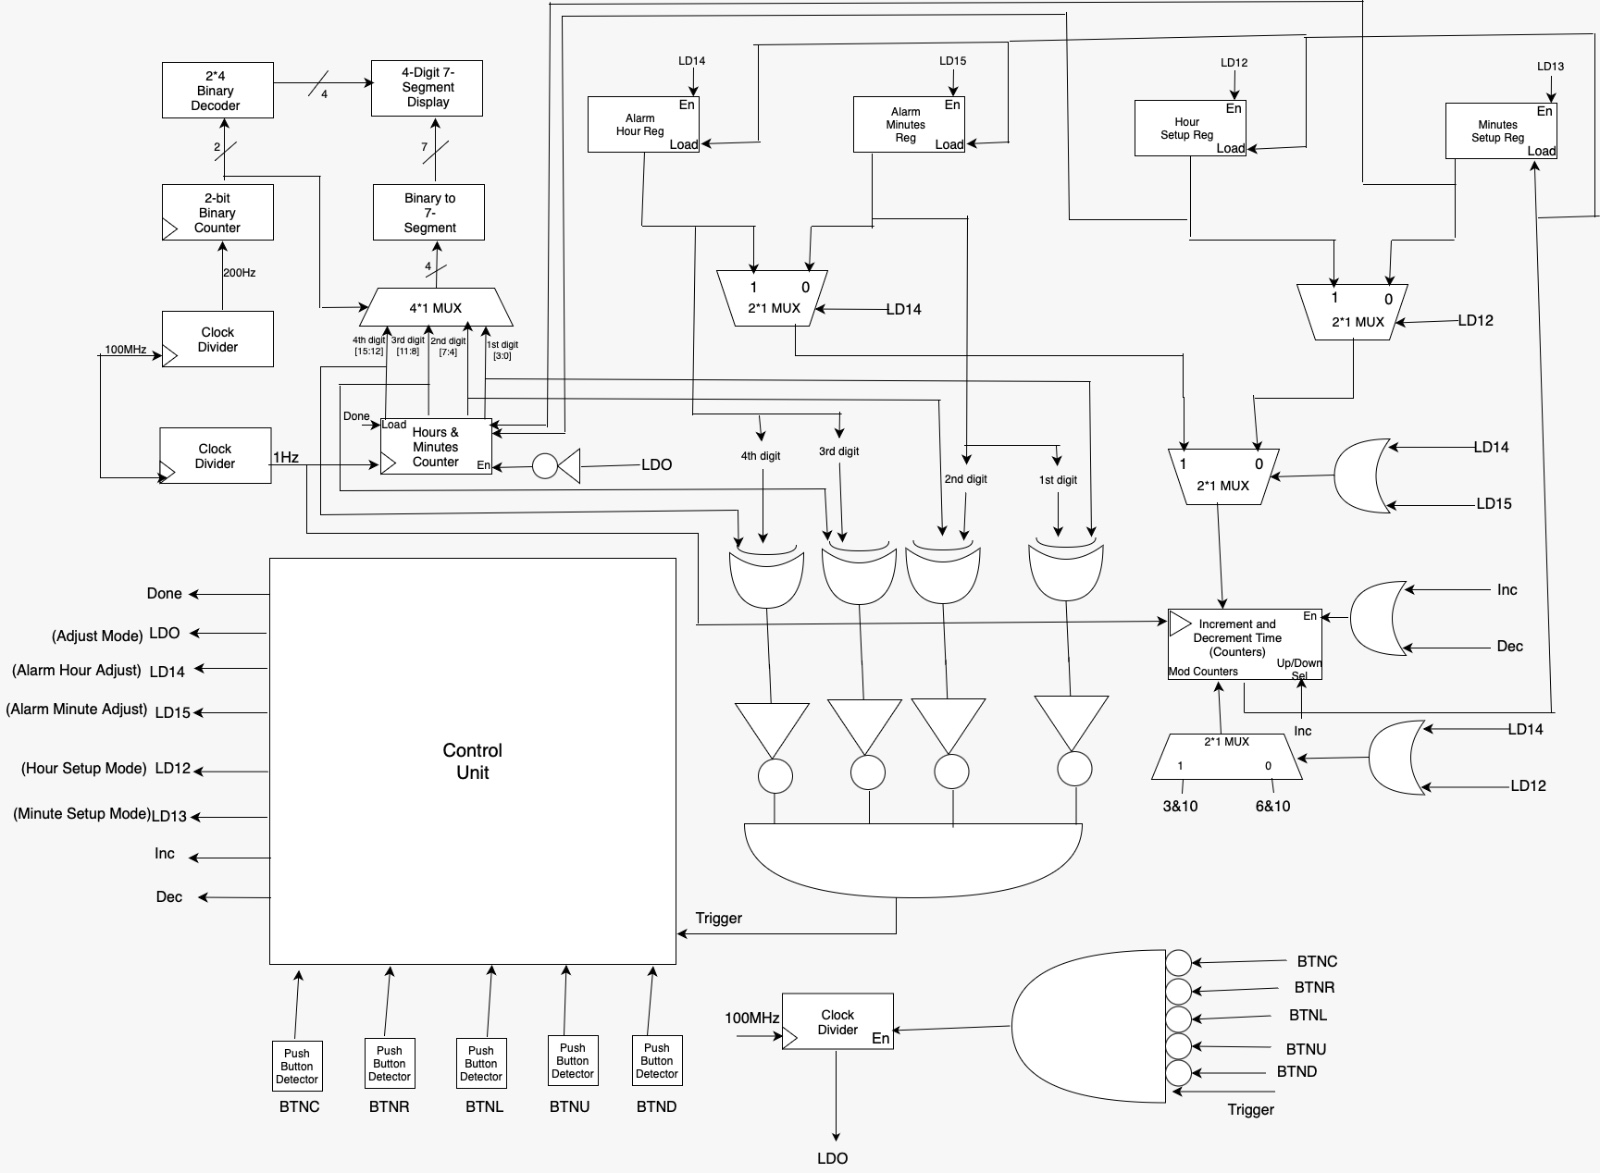 LD14
LD15
LD12
LD13
2*4
Binary
Decoder
4
4-Digit 7-
Segment
Display
En
Alarm
Hour Reg
Load
En
Alarm
Minutes
Reg
Load
En
Hour
Setup Reg
Load
En
Minutes
Setup Reg
Load
2
7
2-bit
Binary
Counter
Binary to
7-
Segment
200Hz
4
4*1 MUX
1 0
2*1 MUX
LD14
1 0
2*1 MUX
LD12
Clock
Divider
100MHz
4th digit
[15:12]
3rd digit
[11:8]
2nd digit
[7:4]
1st digit
[3:0]
Done
Load
Hours &
Minutes
Counter
En
LDO
Clock
Divider
1Hz
4th digit
3rd digit
2nd digit
1st digit
1 0
2*1 MUX
LD14
LD15
Inc
Dec
En
Increment and
Decrement Time
(Counters)
Mod Counters
Up/Down
Sel
Inc
2*1 MUX
1 0
3&10
6&10
LD14
LD12
Done
(Adjust Mode) LDO
(Alarm Hour Adjust) LD14
(Alarm Minute Adjust) LD15
(Hour Setup Mode) LD12
(Minute Setup Mode)LD13
Inc
Dec
Control
Unit
Trigger
Push
Button
Detector
BTNC
Push
Button
Detector
BTNR
Push
Button
Detector
BTNL
Push
Button
Detector
BTNU
Push
Button
Detector
BTND
100MHz
Clock
Divider
En
LDO
BTNC
BTNR
BTNL
BTNU
BTND
Trigger